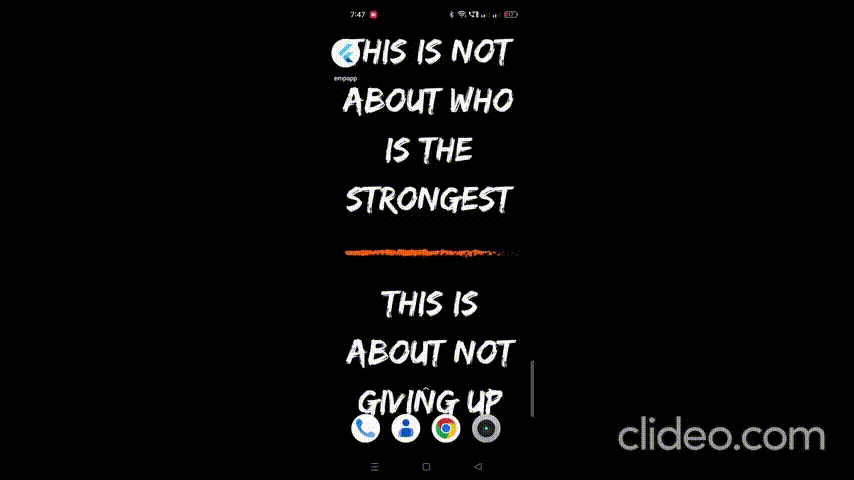 7:47
THIS IS NOT
empapp
ABOUT WHO
IS THE
STRONGEST
THIS IS
ABOUT NOT
GIVING UP
clideo.com